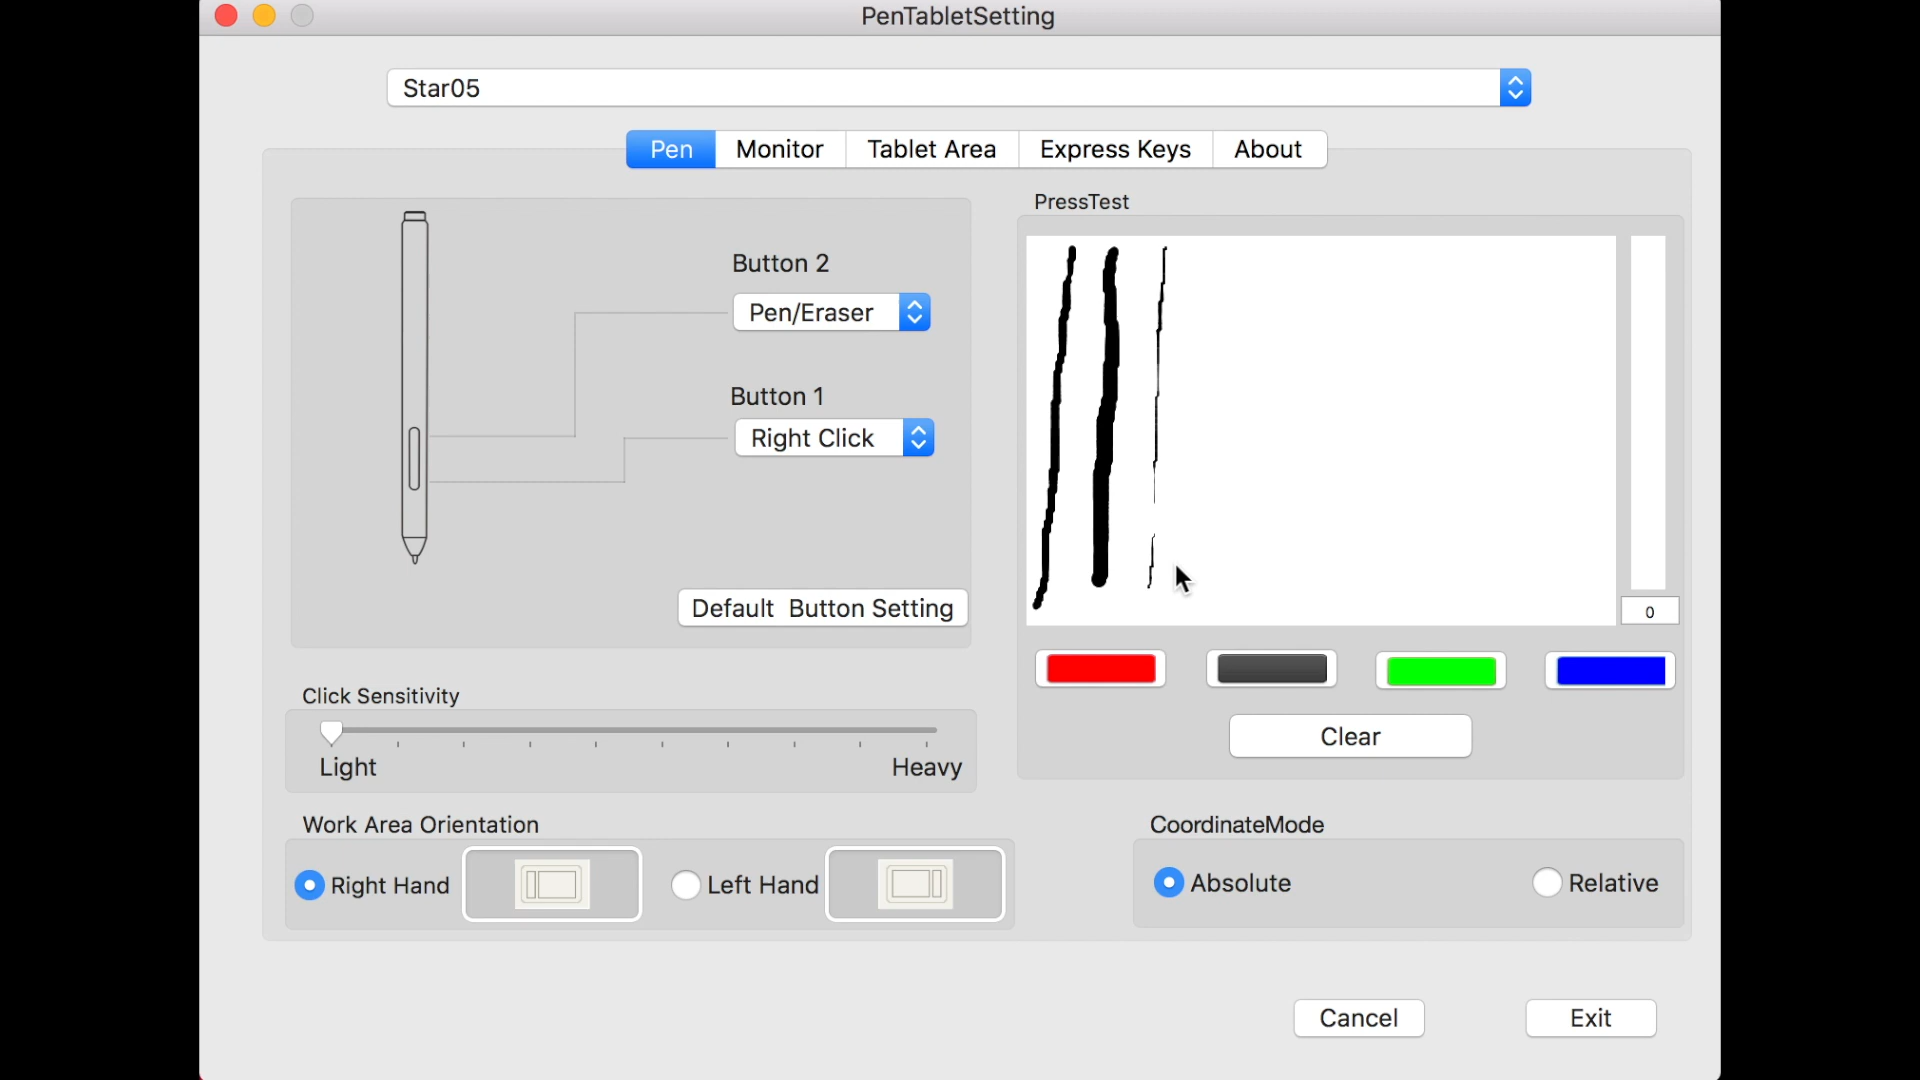 PenTabletSetting
Star05
Pen
Monitor
Tablet Area
Express Keys
About
Button 2
Pen/Eraser
Button 1
Right Click
Default Button Setting
PressTest
0
Clear
Click Sensitivity
Light
Heavy
Work Area Orientation
Right Hand
Left Hand
CoordinateMode
Absolute
Relative
Cancel
Exit